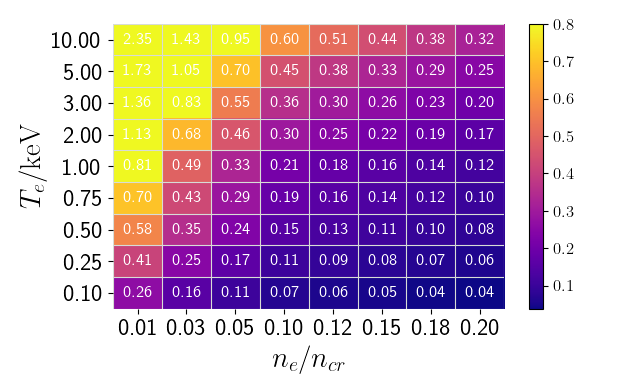 10.00 2.35 1.43 0.95 0.60 0.51 0.44 0.38 0.32
5.00 1.73 1.05 0.70 0.45 0.38 0.33 0.29 0.25
3.00 1.36 0.83 0.55 0.36 0.30 0.26 0.23 0.20
2.00 1.13 0.68 0.46 0.30 0.25 0.22 0.19 0.17
1.00 0.81 0.49 0.33 0.21 0.18 0.16 0.14 0.12
0.75 0.70 0.43 0.29 0.19 0.16 0.14 0.12 0.10
0.50 0.58 0.35 0.24 0.15 0.13 0.11 0.10 0.08
0.25 0.41 0.25 0.17 0.11 0.09 0.08 0.07 0.06
0.10 0.26 0.16 0.11 0.07 0.06 0.05 0.04 0.04
0.01 0.03 0.05 0.10 0.12 0.15 0.18 0.20
n_e/n_{cr}
T_e/keV
0.8
0.7
0.6
0.5
0.4
0.3
0.2
0.1